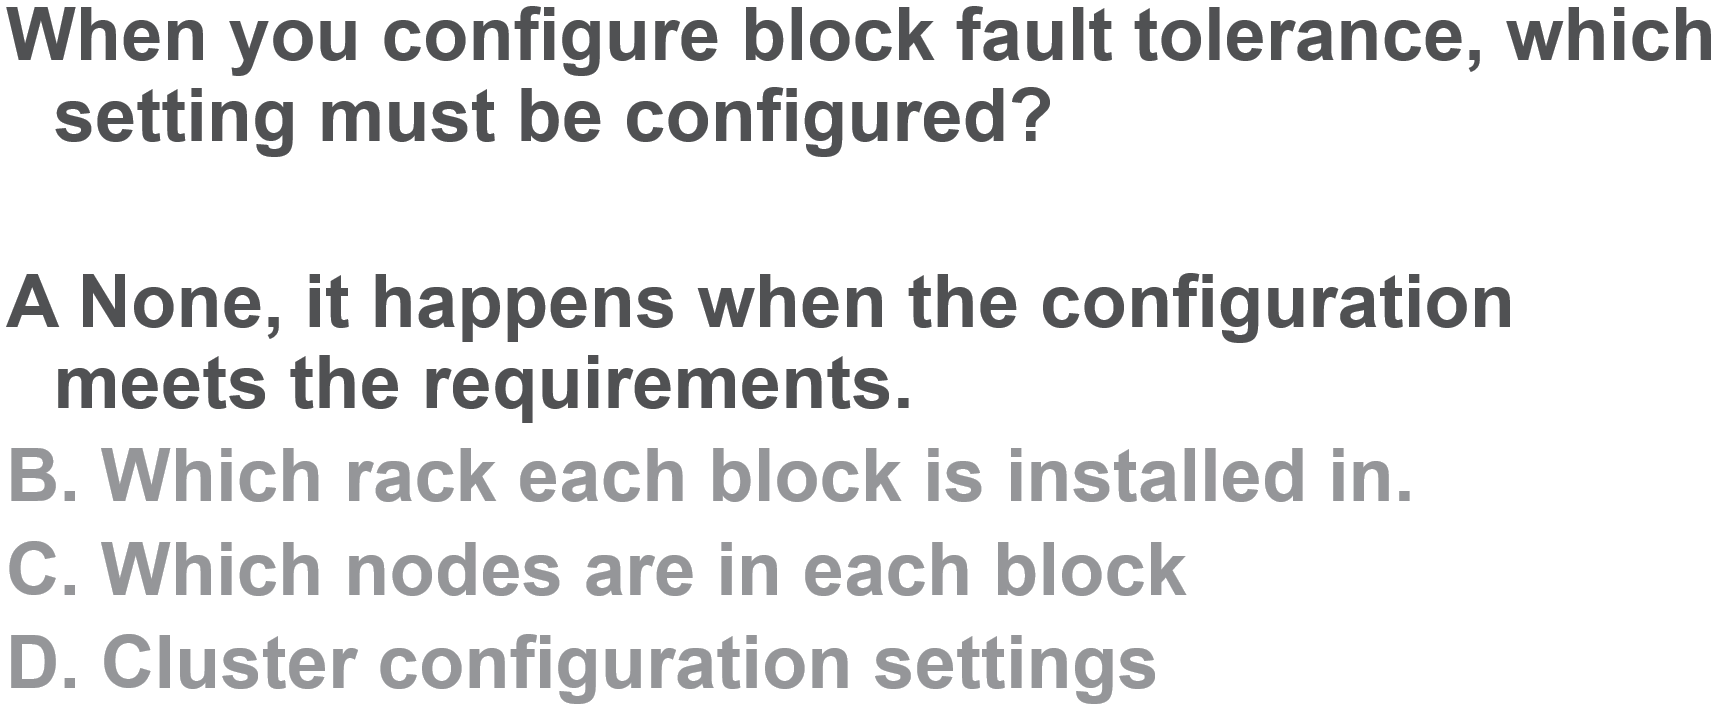 When you configure block fault tolerance, which
setting must be configured?
A None, it happens when the configuration
meets the requirements.
B. Which rack each block is installed in.
C. Which nodes are in each block
D. Cluster configuration settings